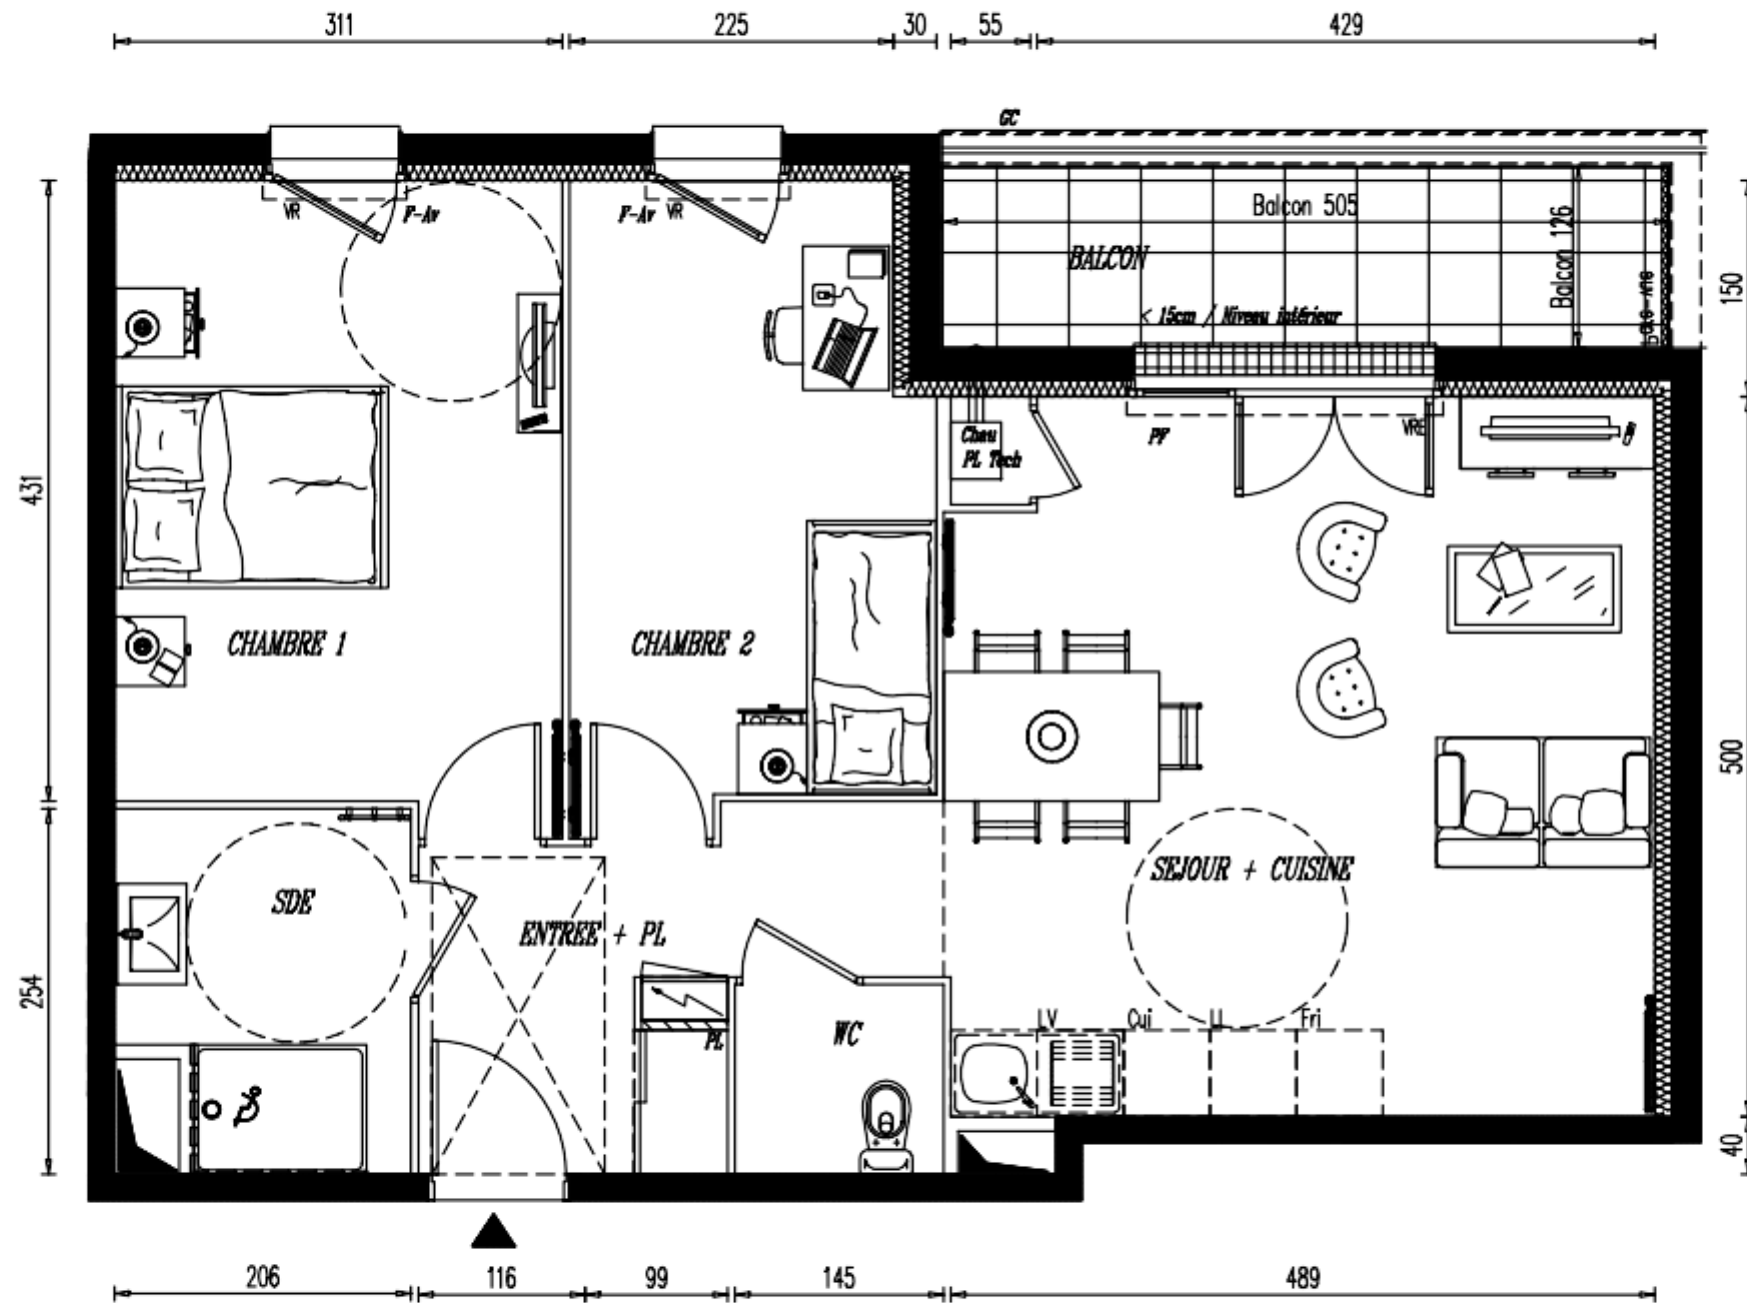 311
225
30
55
429
GC
VR
F-Av
F-Av
VR
Balcon 505
Balcon 126
BALCON
< 15cm / Niveau intérieur
150
PF
VRE
Chau
PL Tech
431
CHAMBRE 1
CHAMBRE 2
500
SEJOUR + CUISINE
SDE
ENTREE + PL
254
LV
Cui
LL
Fri
PL
WC
40
206
116
99
145
489